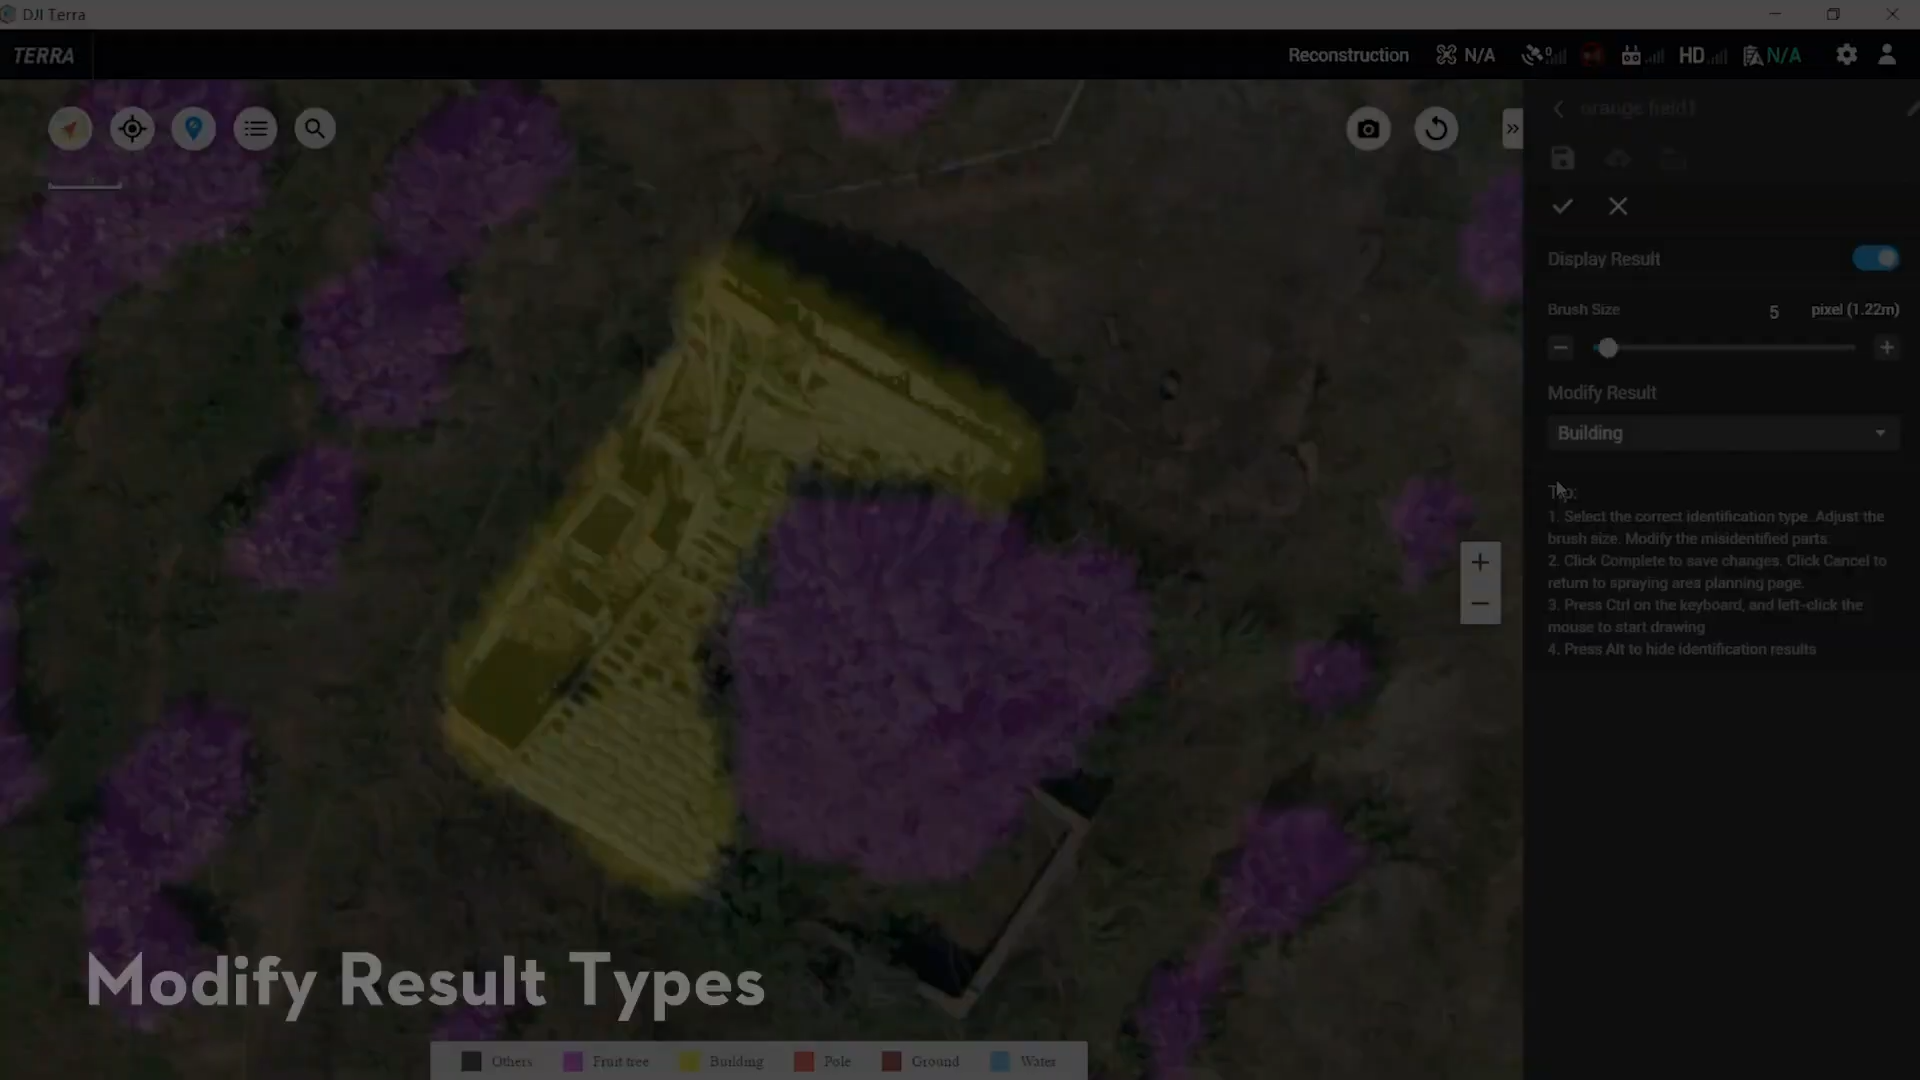 DJI Terra
TERRA
Reconstruction
N/A
0
HD
N/A
orange field1
Display Result
Brush Size
5
pixel (1.22m)
Modify Result
Building
Tip:
1. Select the correct identification type. Adjust the
brush size. Modify the misidentified parts.
2. Click Complete to save changes. Click Cancel to
return to spraying area planning page.
3. Press Ctrl on the keyboard, and left-click the
mouse to start drawing
4. Press Alt to hide identification results
Modify Result Types
Others
Fruit tree
Building
Pole
Ground
Water